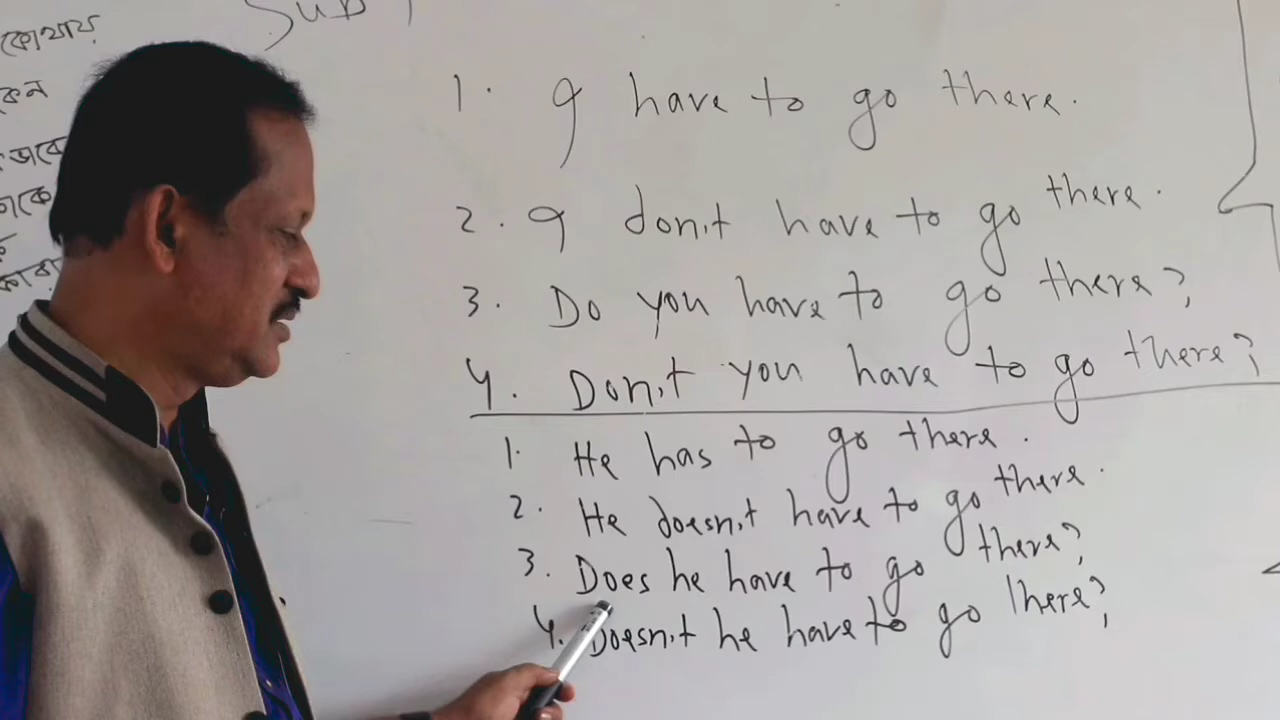 Sub
কোথায়
কেন
1. I have to go there.
2. I don't have to go there.
3. Do you have to go there?
4. Don't you have to go there?
1. He has to go there.
2. He doesn't have to go there.
3. Does he have to go there?
4. Doesn't he have to go there?